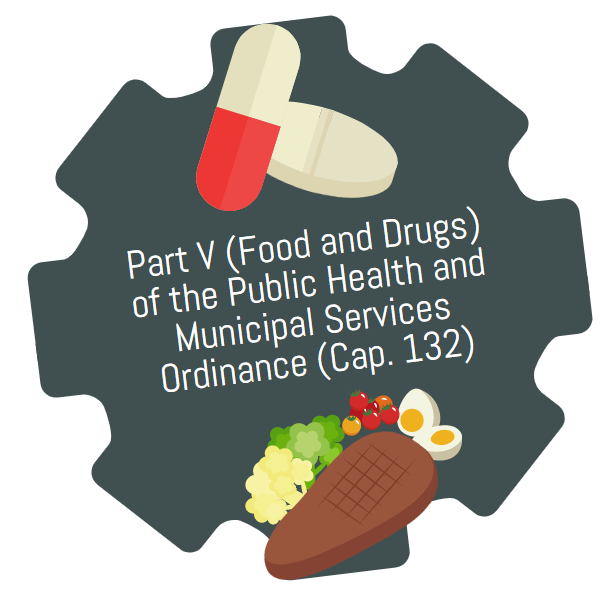 Part V (Food and Drugs)
of the Public Health and
Municipal Services
Ordinance (Cap. 132)